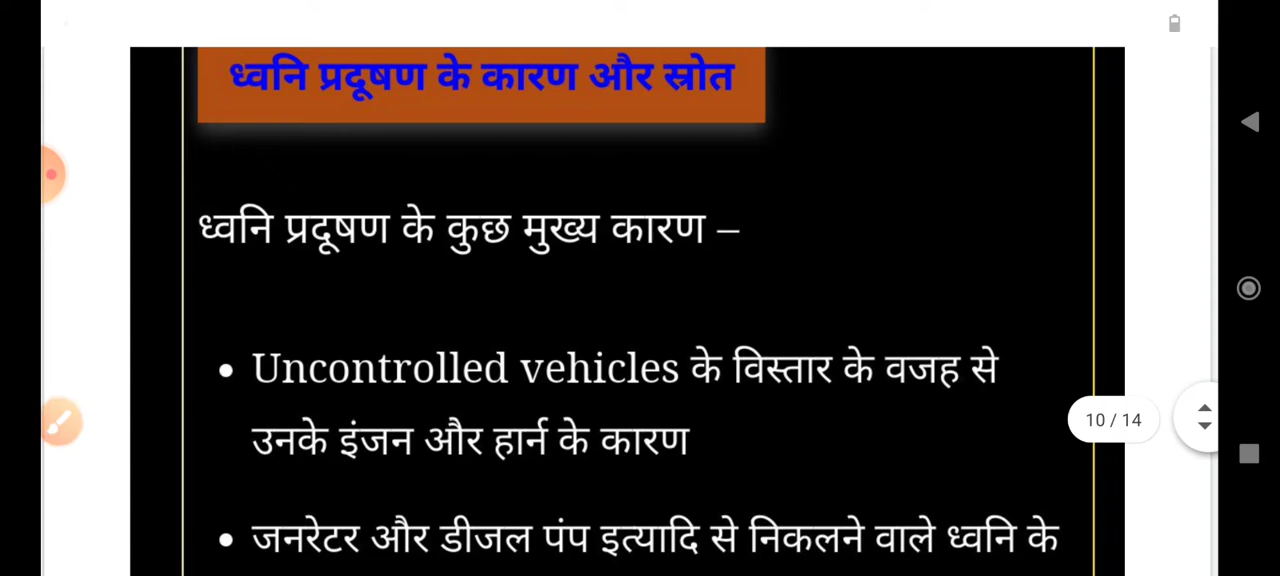 ध्वनि प्रदूषण के कारण और स्रोत
ध्वनि प्रदूषण के कुछ मुख्य कारण –
• Uncontrolled vehicles के विस्तार के वजह से
उनके इंजन और हार्न के कारण
10 / 14
• जनरेटर और डीजल पंप इत्यादि से निकलने वाले ध्वनि के